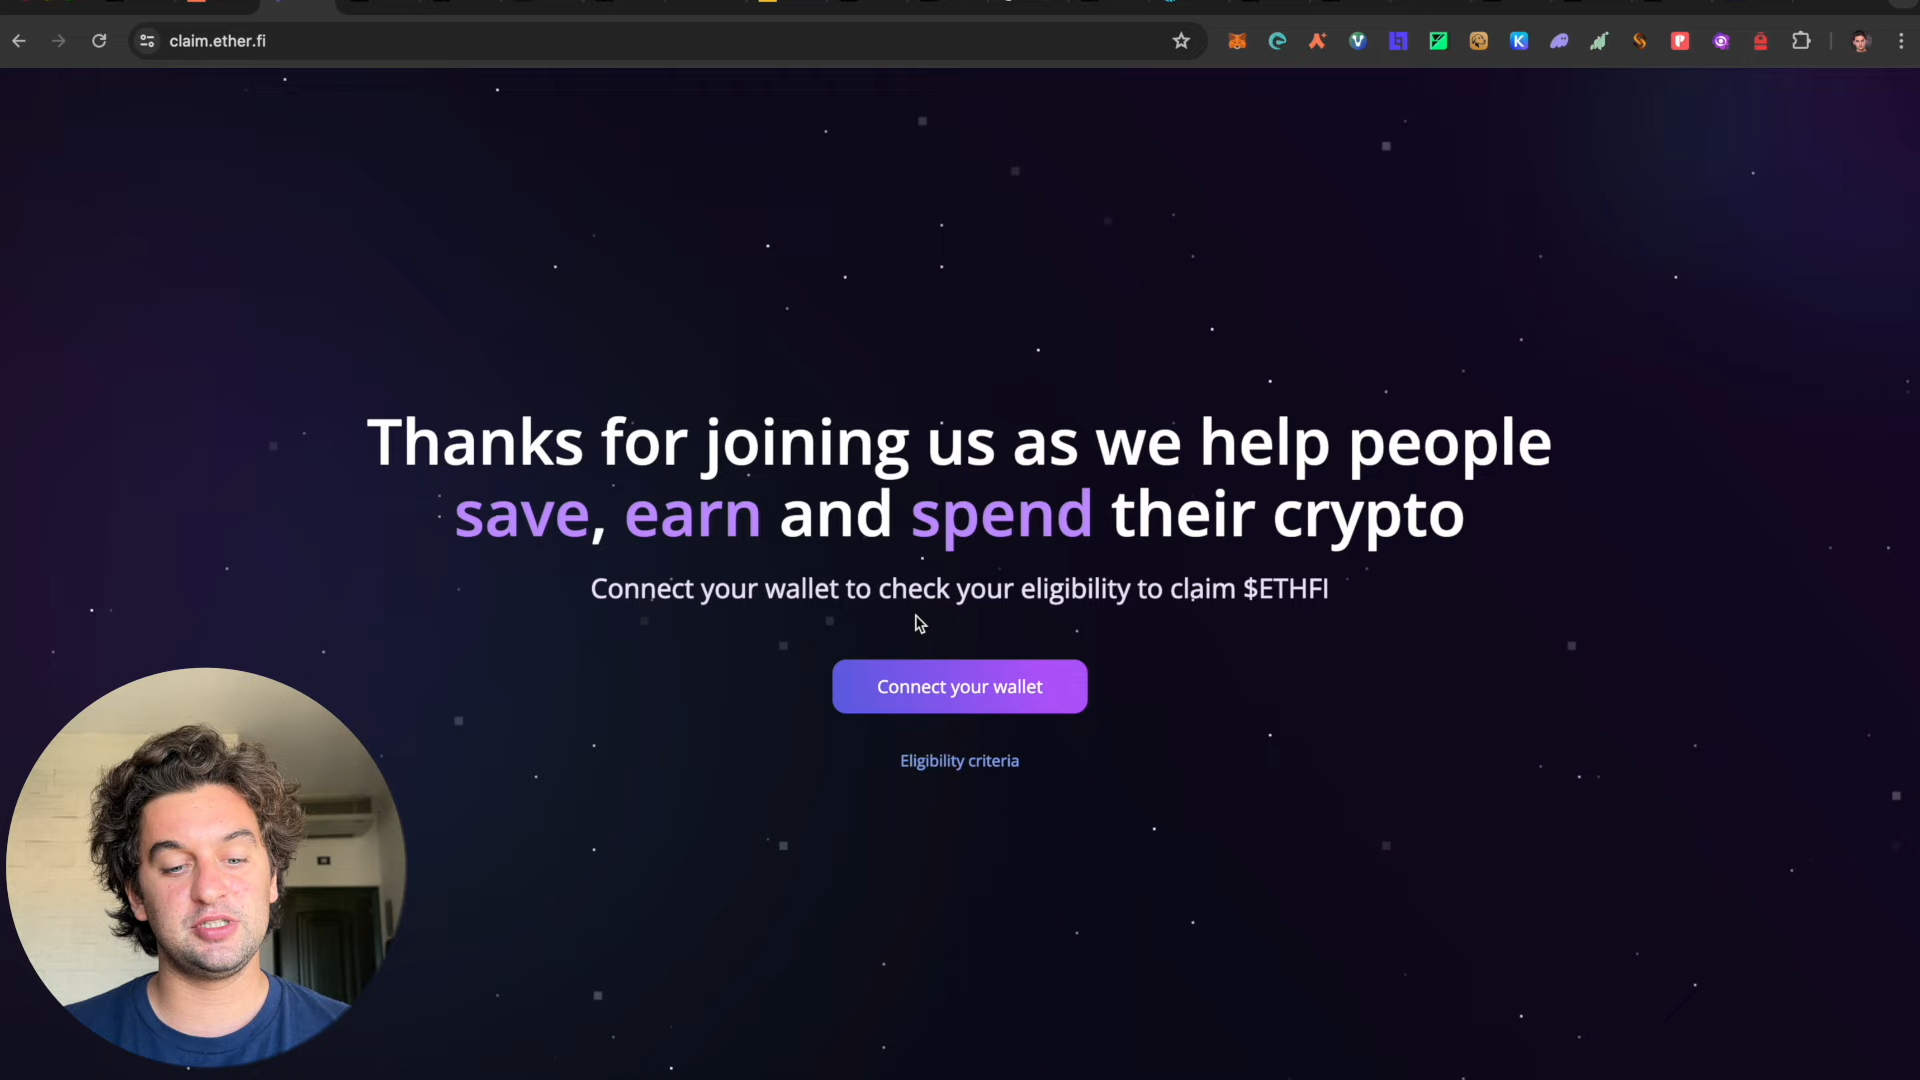 claim.ether.fi
Thanks for joining us as we help people
save, earn and spend their crypto
Connect your wallet to check your eligibility to claim $ETHFI
Connect your wallet
Eligibility criteria